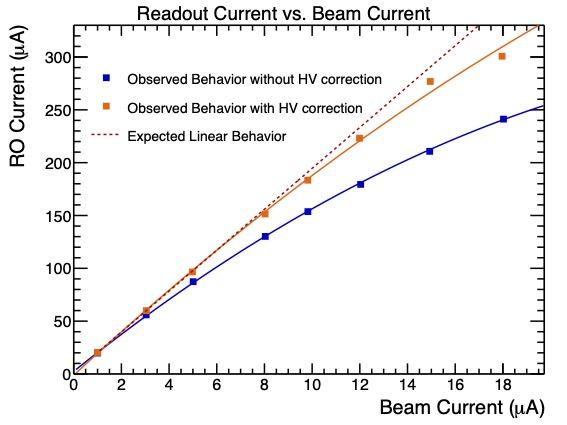 Readout Current vs. Beam Current
RO Current (μA)
300
250
200
150
100
50
0
Observed Behavior without HV correction
Observed Behavior with HV correction
Expected Linear Behavior
0 2 4 6 8 10 12 14 16 18
Beam Current (μA)